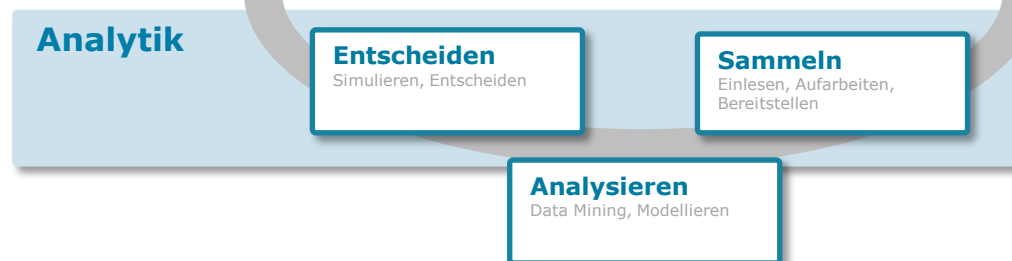 Analytik
Entscheiden
Simulieren, Entscheiden
Sammeln
Einlesen, Aufarbeiten,
Bereitstellen
Analysieren
Data Mining, Modellieren